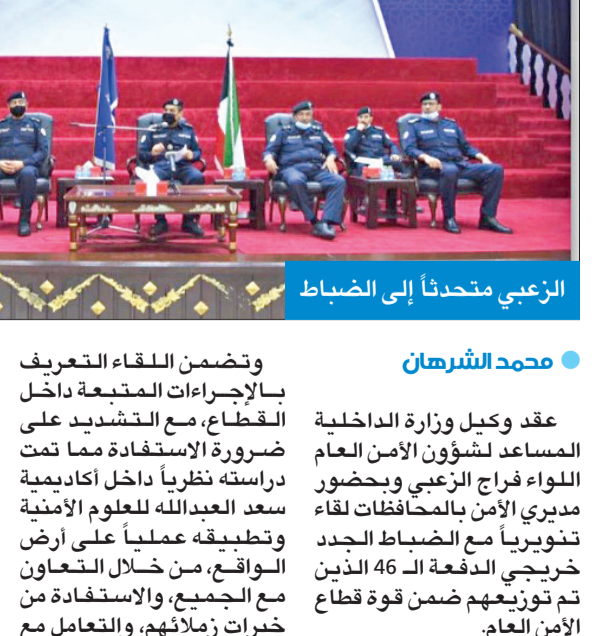 الزعبي متحدثاً إلى الضباط
محمد الشرهان
عقد وكيل وزارة الداخلية
المساعد لشؤون الأمن العام
اللواء فراج الزعبي وبحضور
مديري الأمن بالمحافظات لقاء
تنويرياً مع الضباط الجدد
خريجي الدفعة الـ 46 الذين
تم توزيعهم ضمن قوة قطاع
الأمن العام.
وتضمن اللقاء التعريف
بالإجراءات المتبعة داخل
القطاع، مع التشديد على
ضرورة الاستفادة مما تمت
دراسته نظرياً داخل أكاديمية
سعد العبدالله للعلوم الأمنية
وتطبيقه عملياً على أرض
الواقع، من خلال التعاون
مع الجميع، والاستفادة من
خبرات زملائهم، والتعامل مع